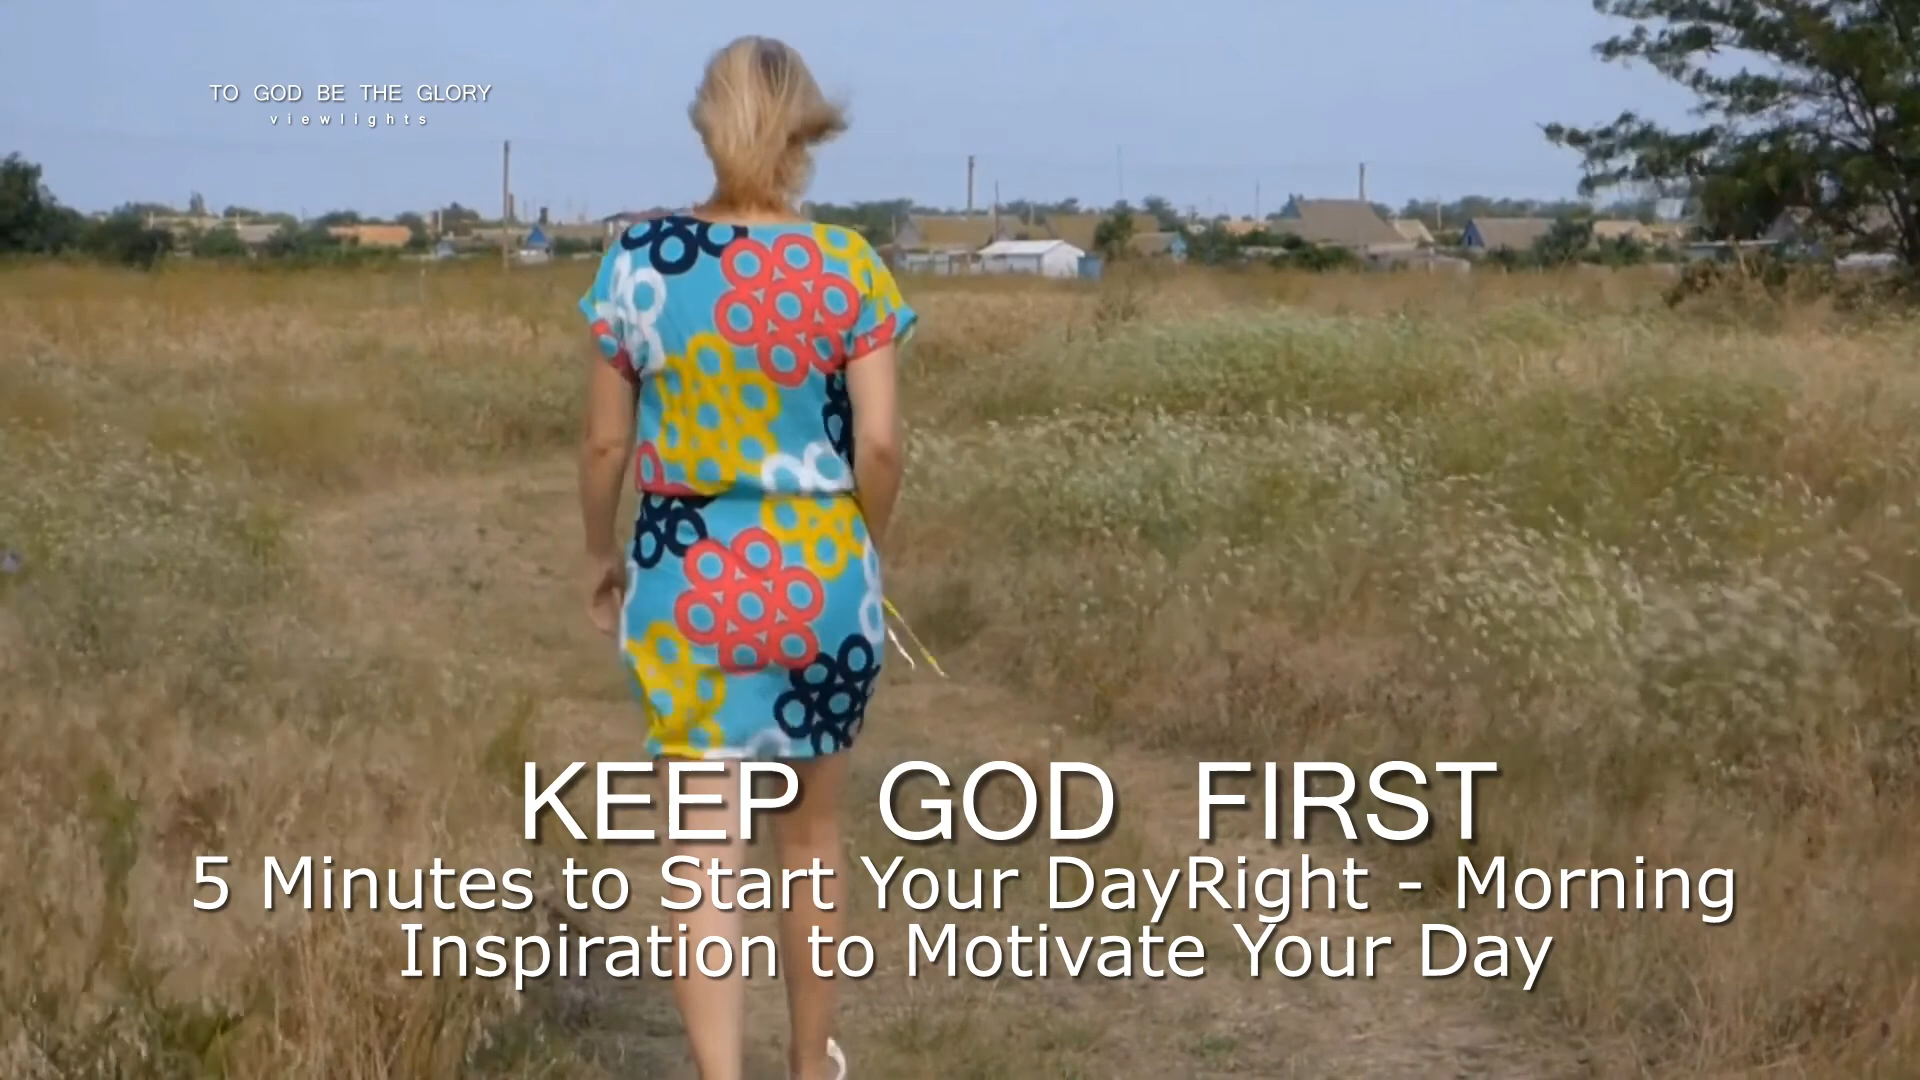 TO GOD BE THE GLORY
viewlights
KEEP GOD FIRST
5 Minutes to Start Your DayRight - Morning
Inspiration to Motivate Your Day